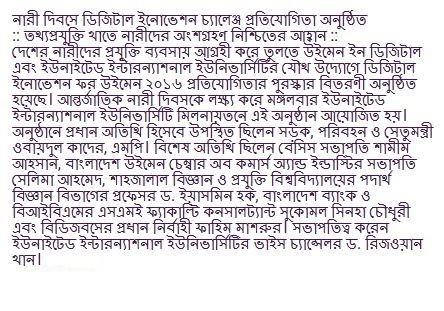 নারী দিবসে ডিজিটাল ইনোভেশন চ্যালেঞ্জ প্রতিযোগিতা অনুষ্ঠিত
:: তথ্যপ্রযুক্তি খাতে নারীদের অংশগ্রহণ নিশ্চিতের আহ্বান ::
দেশের নারীদের প্রযুক্তি ব্যবসায় আগ্রহী করে তুলতে উইমেন ইন ডিজিটাল
এবং ইউনাইটেড ইন্টারন্যাশনাল ইউনিভার্সিটির যৌথ উদ্যোগে ডিজিটাল
ইনোভেশন ফর উইমেন ২০১৬ প্রতিযোগিতার পুরস্কার বিতরণী অনুষ্ঠিত
হয়েছে। আন্তর্জাতিক নারী দিবসকে লক্ষ্য করে মঙ্গলবার ইউনাইটেড
ইন্টারন্যাশনাল ইউনিভার্সিটি মিলনায়তনে এই অনুষ্ঠান আয়োজিত হয়।
অনুষ্ঠানে প্রধান অতিথি হিসেবে উপস্থিত ছিলেন সড়ক, পরিবহন ও সেতুমন্ত্রী
ওবায়দুল কাদের, এমপি। বিশেষ অতিথি ছিলেন বেসিস সভাপতি শামীম
আহসান, বাংলাদেশ উইমেন চেম্বার অব কমার্স অ্যান্ড ইন্ডাস্টির সভাপতি
সেলিমা আহমেদ, শাহজালাল বিজ্ঞান ও প্রযুক্তি বিশ্ববিদ্যালয়ের পদার্থ
বিজ্ঞান বিভাগের প্রফেসর ড. ইয়াসমিন হক, বাংলাদেশ ব্যাংক ও
বিআইবিএমের এসএমই ফ্যাকাল্টি কনসালট্যান্ট সুকোমল সিনহা চৌধুরী
এবং বিডিজবসের প্রধান নির্বাহী ফাহিম মাশরুর। সভাপতিত্ব করেন
ইউনাইটেড ইন্টারন্যাশনাল ইউনিভার্সিটির ভাইস চ্যান্সেলর ড. রিজওয়ান
খান।